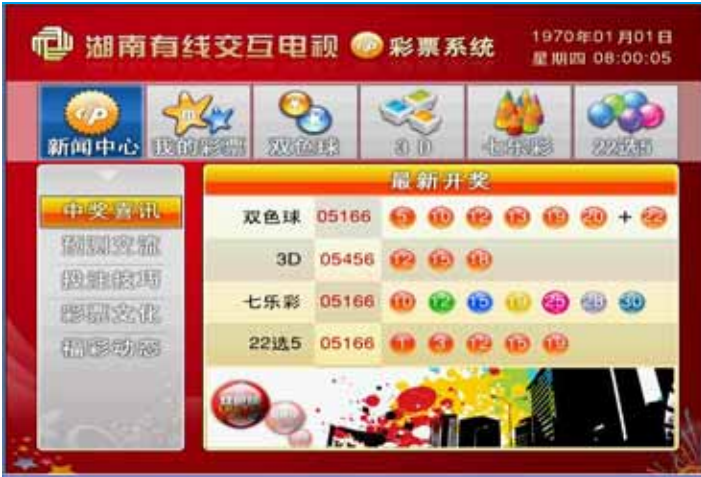 湖南有线交互电视 彩票系统
1970年01月01日
星期四 08:00:05
新闻中心 我的彩票 双色球 3D 七乐彩 22选5
最新开奖
中奖喜讯
预测交流
投注技巧
彩票文化
福彩动态
双色球 05166 5 10 12 13 19 20 + 22
3D 05456 12 15 18
七乐彩 05166 10 12 15 19 25 28 30
22选5 05166 1 3 12 15 19